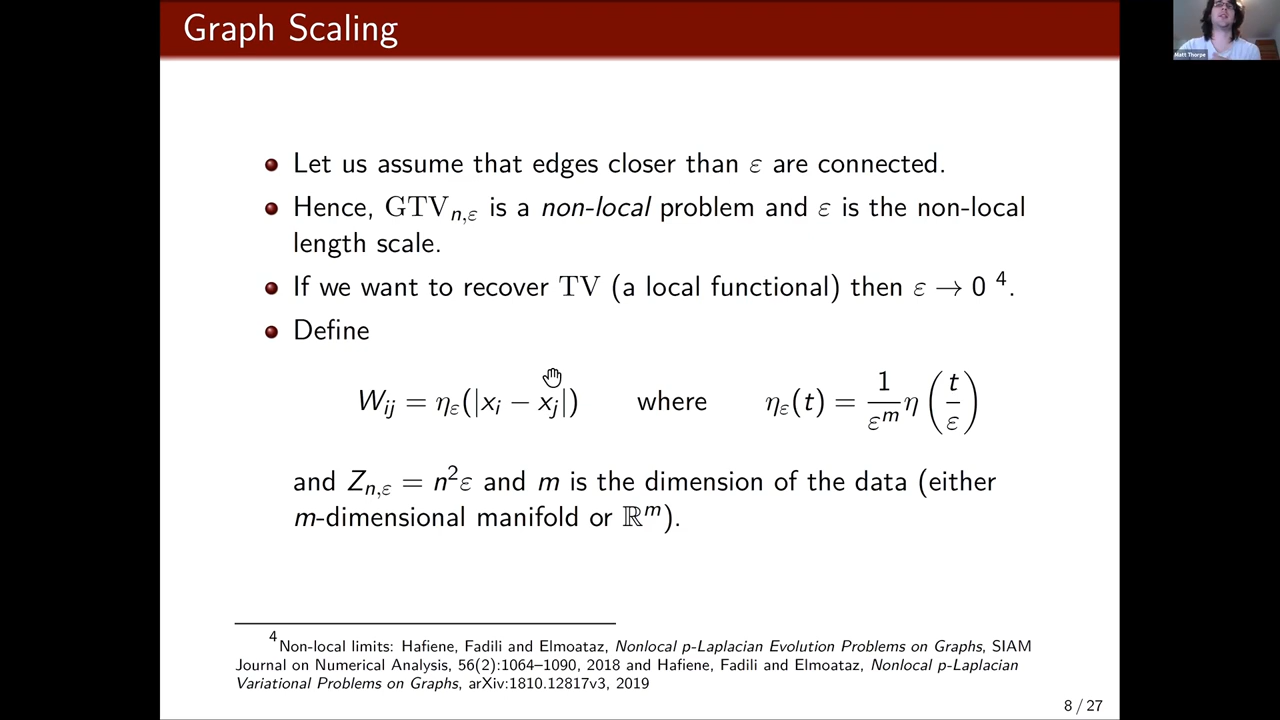 Graph Scaling
Matt Thorpe
Let us assume that edges closer than ε are connected.
Hence, GTV_{n,ε} is a non-local problem and ε is the non-local
length scale.
If we want to recover TV (a local functional) then ε → 0 ⁴.
Define
W_{ij} = η_ε(|x_i − x_j|) where η_ε(t) = \frac{1}{ε^m} η(\frac{t}{ε})
and Z_{n,ε} = n²ε and m is the dimension of the data (either
m-dimensional manifold or ℝ^m).
⁴Non-local limits: Hafiene, Fadili and Elmoataz, Nonlocal p-Laplacian Evolution Problems on Graphs, SIAM
Journal on Numerical Analysis, 56(2):1064–1090, 2018 and Hafiene, Fadili and Elmoataz, Nonlocal p-Laplacian
Variational Problems on Graphs, arXiv:1810.12817v3, 2019
8 / 27